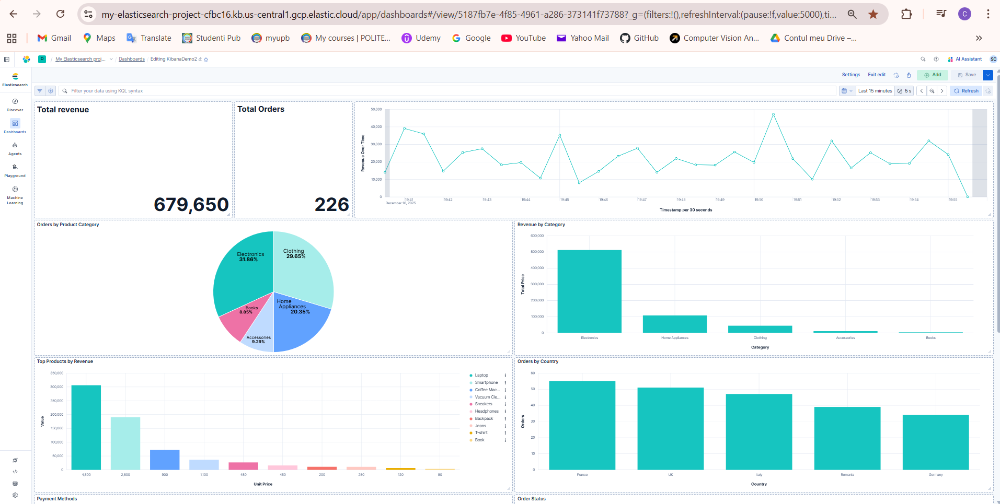 my-elasticsearch-project-cfbc16.kb.us-central1.gcp.elastic.cloud/app/dashboards#/view/5187fb7e-4f85-4961-a286-373141f73788?_g=(filters:!(),refreshInterval:(pause:!f,value:5000),ti...
C
Gmail Maps Translate Studenti Pub myupb My courses | POLITE... Udemy Google YouTube Yahoo Mail GitHub Computer Vision An... Contul meu Drive –...
D / My Elasticsearch proj... / Dashboards / Editing KibanaDemo2
AI Assistant SC
Elasticsearch
Discover
Dashboards
Agents
Playground
Machine
Learning
Settings Exit edit Add Save
Filter your data using KQL syntax
Last 15 minutes 5 s Refresh
Total revenue
679,650
Total Orders
226
Revenue Over Time
50,000
40,000
30,000
20,000
10,000
0
19:41 19:42 19:43 19:44 19:45 19:46 19:47 19:48 19:49 19:50 19:51 19:52 19:53 19:54 19:55
December 16, 2025
Timestamp per 30 seconds
Orders by Product Category
Electronics
31.86%
Clothing
29.65%
Home
Appliances
20.35%
Books
8.85%
Accessories
9.29%
Revenue by Category
Total Price
600,000
500,000
400,000
300,000
200,000
100,000
0
Electronics Home Appliances Clothing Accessories Books
Category
Top Products by Revenue
Value
350,000
300,000
250,000
200,000
150,000
100,000
50,000
0
4,500 2,800 900 1,100 480 450 200 250 120 80
Unit Price
Laptop
Smartphone
Coffee Mac...
Vacuum Cle...
Sneakers
Headphones
Backpack
Jeans
T-shirt
Book
Orders by Country
Orders
60
50
40
30
20
10
0
France UK Italy Romania Germany
Country
Payment Methods
Order Status